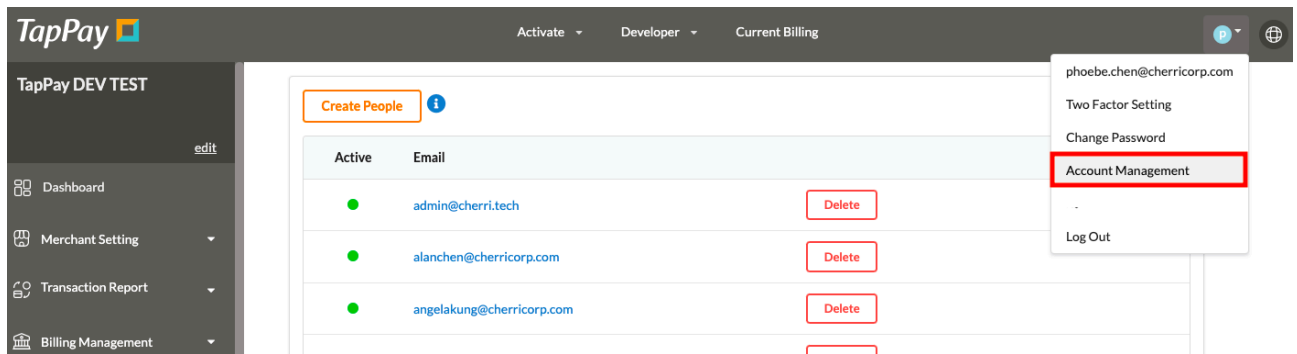 TapPay
Activate
Developer
Current Billing
p
TapPay DEV TEST
edit
Dashboard
Merchant Setting
Transaction Report
Billing Management
Create People
i
Active Email
admin@cherri.tech Delete
alanchen@cherricorp.com Delete
angelakung@cherricorp.com Delete
phoebe.chen@cherricorp.com
Two Factor Setting
Change Password
Account Management
-
Log Out